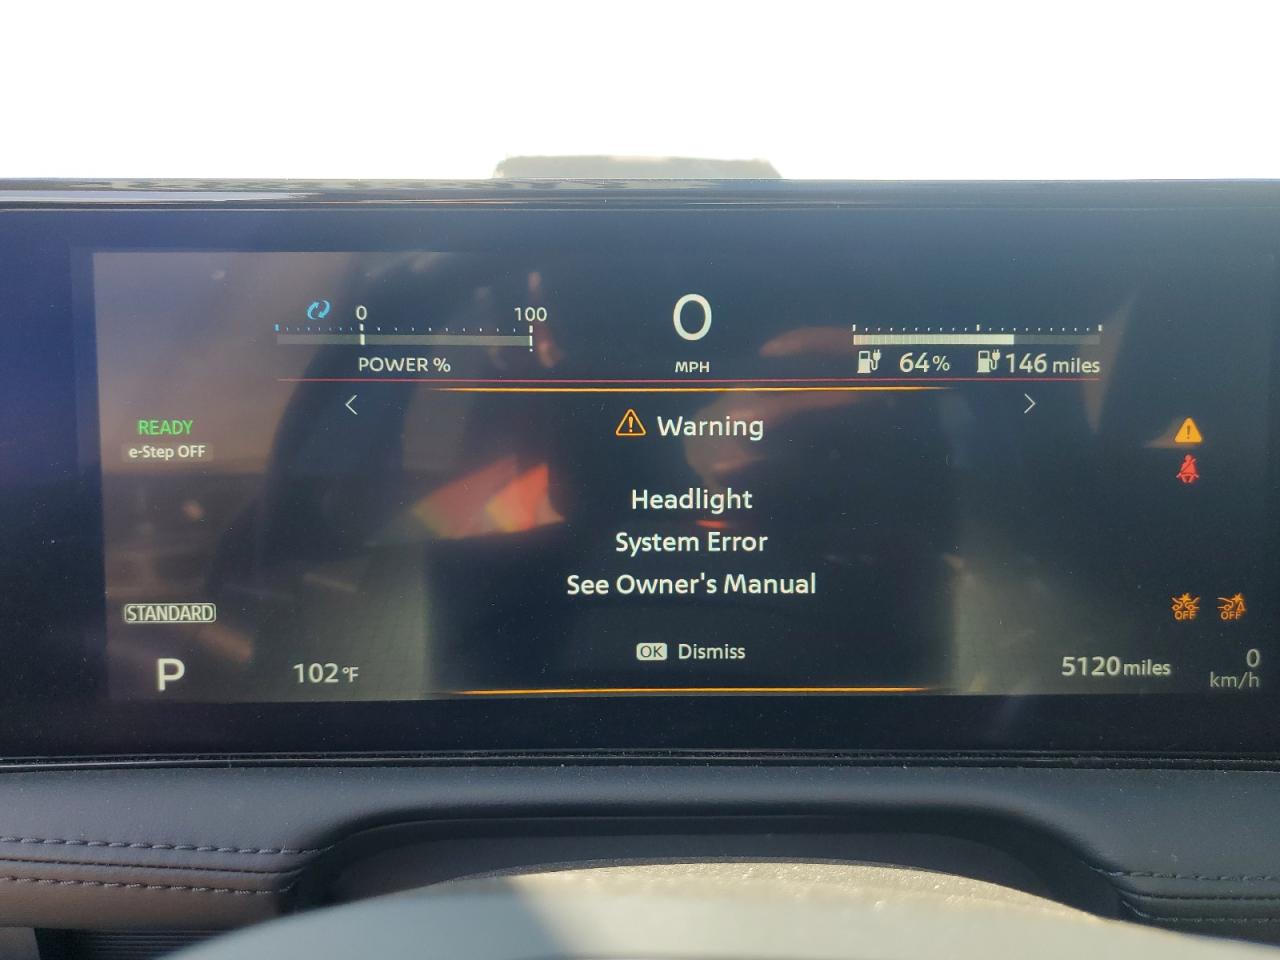 0
100
POWER %
0
MPH
64%
146 miles
READY
e-Step OFF
Warning
Headlight
System Error
See Owner's Manual
OK Dismiss
STANDARD
P
102°F
OFF
OFF
5120 miles
0
km/h